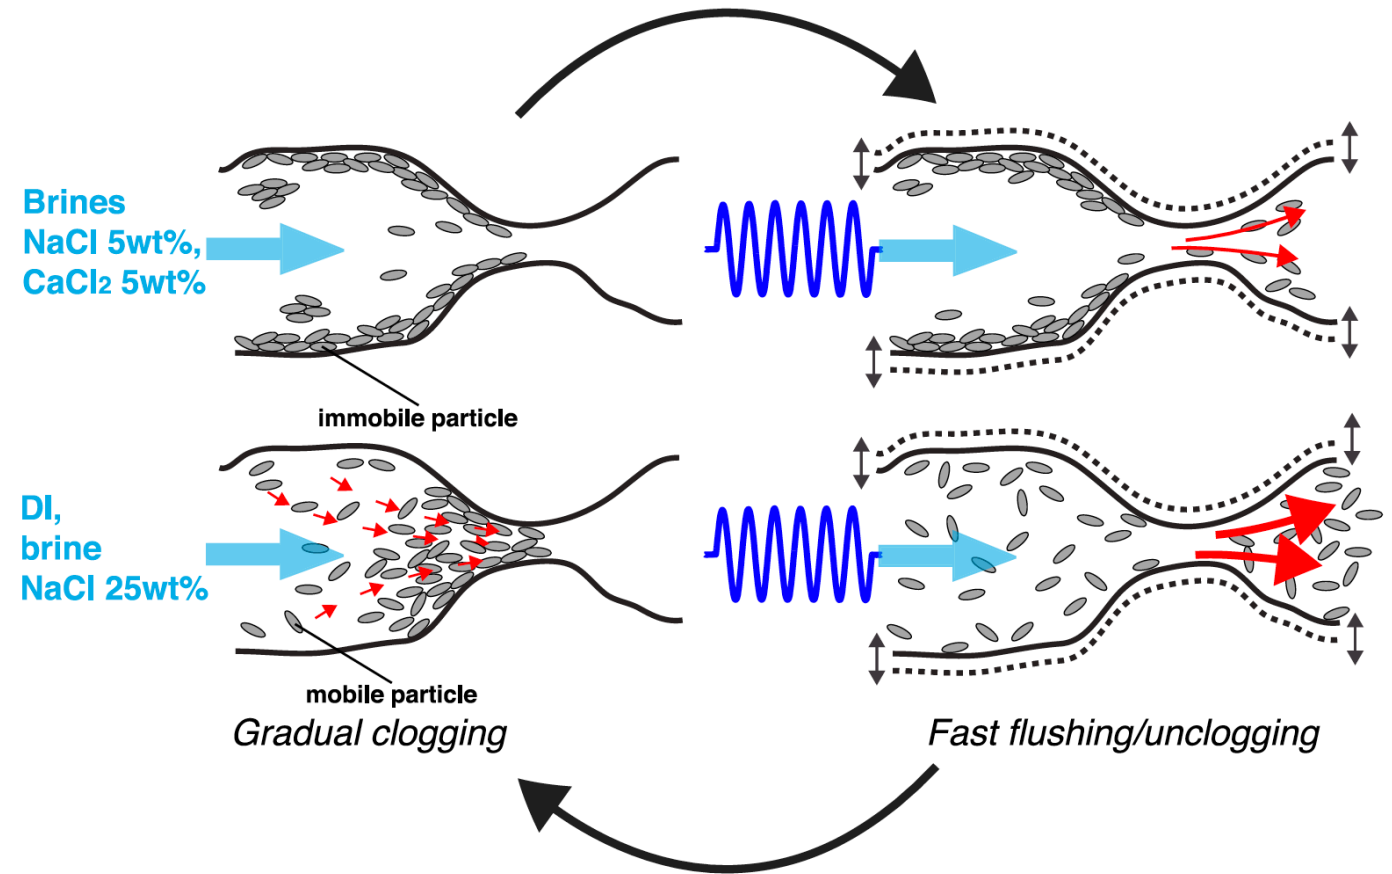 Brines
NaCl 5wt%,
CaCl2 5wt%
immobile particle
DI,
brine
NaCl 25wt%
mobile particle
Gradual clogging
Fast flushing/unclogging